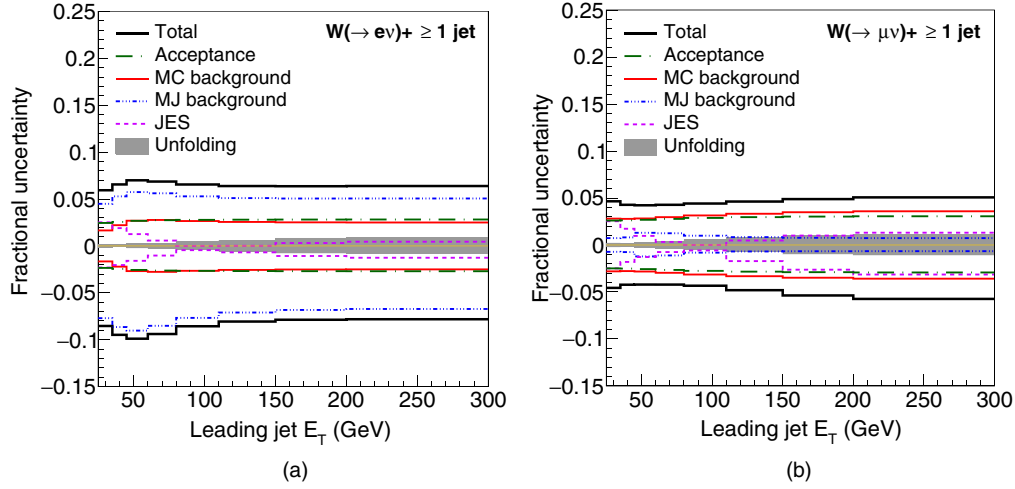 W(→ eν)+ ≥ 1 jet
Total
Acceptance
MC background
MJ background
JES
Unfolding
Fractional uncertainty
0.25
0.2
0.15
0.1
0.05
0
−0.05
−0.1
−0.15
50 100 150 200 250 300
Leading jet E_T (GeV)
(a)
W(→ μν)+ ≥ 1 jet
Total
Acceptance
MC background
MJ background
JES
Unfolding
Fractional uncertainty
0.25
0.2
0.15
0.1
0.05
0
−0.05
−0.1
−0.15
50 100 150 200 250 300
Leading jet E_T (GeV)
(b)